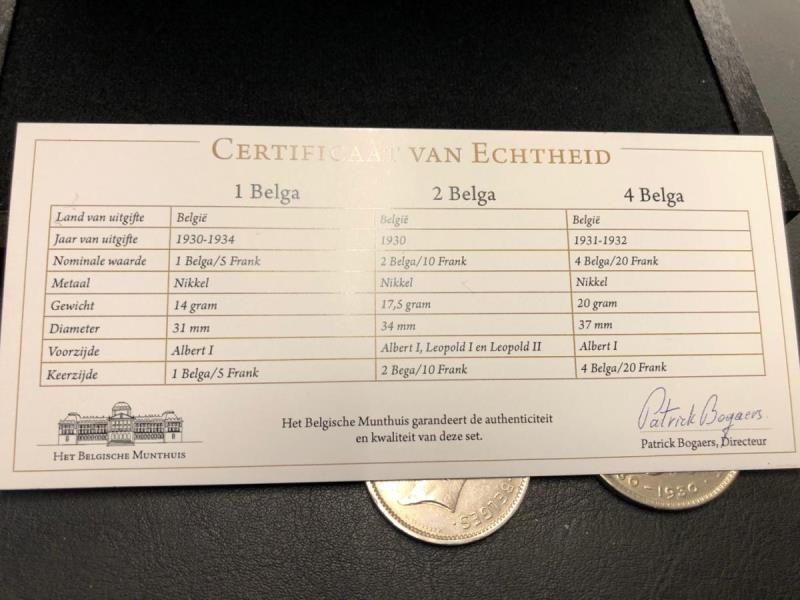 CERTIFICAAT VAN ECHTHEID
1 Belga 2 Belga 4 Belga
Land van uitgifte België België België
Jaar van uitgifte 1930-1934 1930 1931-1932
Nominale waarde 1 Belga/5 Frank 2 Belga/10 Frank 4 Belga/20 Frank
Metaal Nikkel Nikkel Nikkel
Gewicht 14 gram 17,5 gram 20 gram
Diameter 31 mm 34 mm 37 mm
Voorzijde Albert I Albert I, Leopold I en Leopold II Albert I
Keerzijde 1 Belga/5 Frank 2 Bega/10 Frank 4 Belga/20 Frank
HET BELGISCHE MUNTHUIS
Het Belgische Munthuis garandeert de authenticiteit
en kwaliteit van deze set.
Patrick Bogaers
Patrick Bogaers, Directeur
BELGES
-1930